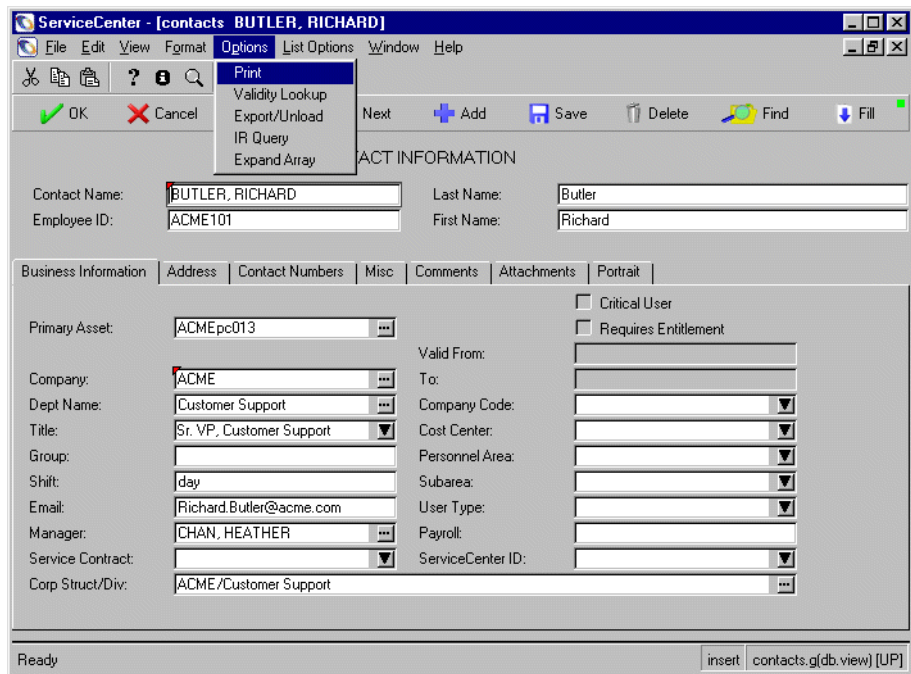 ServiceCenter - [contacts BUTLER, RICHARD]
File Edit View Format Options List Options Window Help
Print
Validity Lookup
Export/Unload
IR Query
Expand Array
OK Cancel Next Add Save Delete Find Fill
ACT INFORMATION
Contact Name: BUTLER, RICHARD Last Name: Butler
Employee ID: ACME101 First Name: Richard
Business Information Address Contact Numbers Misc Comments Attachments Portrait
Critical User
Primary Asset: ACMEpc013 Requires Entitlement
Valid From:
Company: ACME To:
Dept Name: Customer Support Company Code:
Title: Sr. VP, Customer Support Cost Center:
Group: Personnel Area:
Shift: day Subarea:
Email: Richard.Butler@acme.com User Type:
Manager: CHAN, HEATHER Payroll:
Service Contract: ServiceCenter ID:
Corp Struct/Div: ACME/Customer Support
Ready insert contacts.g(db.view) [UP]